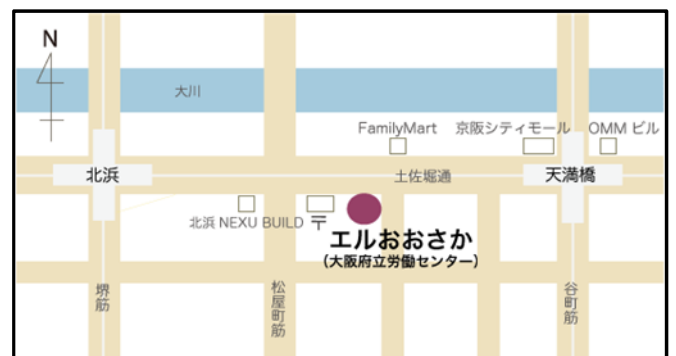 N
大川
FamilyMart
京阪シティモール
OMM ビル
北浜
土佐堀通
天満橋
北浜 NEXU BUILD
〒
エルおおさか
(大阪府立労働センター)
堺筋
松屋町筋
谷町筋